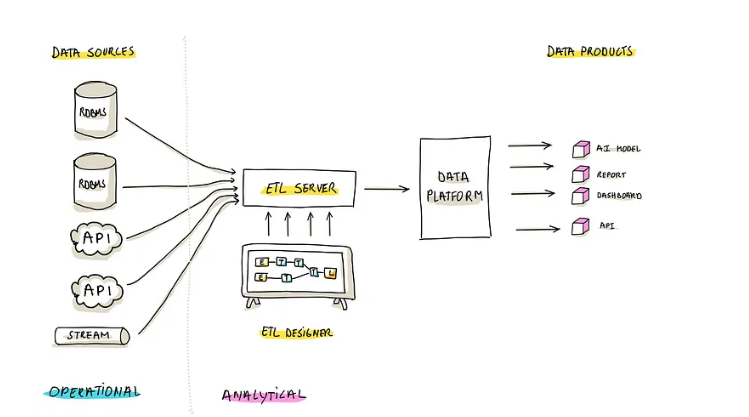 DATA SOURCES
DATA PRODUCTS
RDBMS
RDBMS
API
API
STREAM
ETL SERVER
E T T
E T T L
ETL DESIGNER
DATA
PLATFORM
AI MODEL
REPORT
DASHBOARD
API
OPERATIONAL
ANALYTICAL